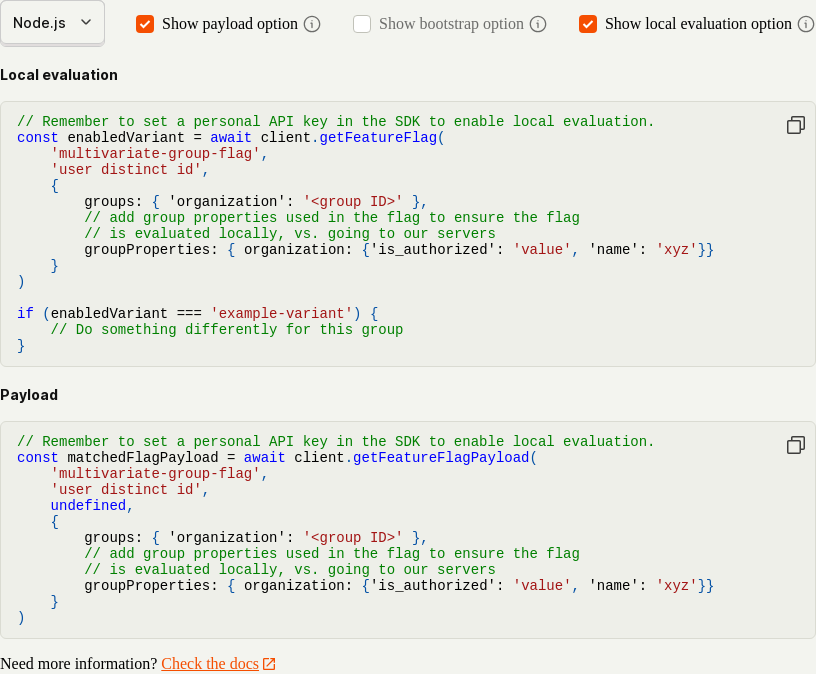 Node.js Show payload option Show bootstrap option Show local evaluation option
Local evaluation
// Remember to set a personal API key in the SDK to enable local evaluation.
const enabledVariant = await client.getFeatureFlag(
    'multivariate-group-flag',
    'user distinct id',
    {
        groups: { 'organization': '<group ID>' },
        // add group properties used in the flag to ensure the flag
        // is evaluated locally, vs. going to our servers
        groupProperties: { organization: {'is_authorized': 'value', 'name': 'xyz'}}
    }
)

if (enabledVariant === 'example-variant') {
    // Do something differently for this group
}
Payload
// Remember to set a personal API key in the SDK to enable local evaluation.
const matchedFlagPayload = await client.getFeatureFlagPayload(
    'multivariate-group-flag',
    'user distinct id',
    undefined,
    {
        groups: { 'organization': '<group ID>' },
        // add group properties used in the flag to ensure the flag
        // is evaluated locally, vs. going to our servers
        groupProperties: { organization: {'is_authorized': 'value', 'name': 'xyz'}}
    }
)
Need more information? Check the docs